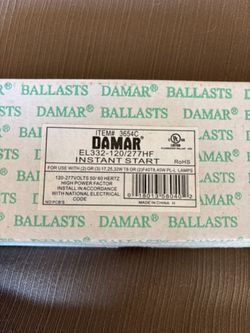 BALLASTS DAMAR BALLASTS DAMAR
ITEM# 3654C
DAMAR
EL332-120/277HF
INSTANT START
RoHS
FOR USE WITH (2) OR (3) 17,25,32W T8 OR (2)F40T8,40W PL-L LAMPS
120-277VOLTS 50/60 HERTZ
HIGH POWER FACTOR
INSTALL IN ACCORDANCE
WITH NATIONAL ELECTRICAL
CODE
NO PCB'S
MADE IN CHINA H
BALLASTS DAMAR BALLASTS
DAMAR BALLASTS DAMAR